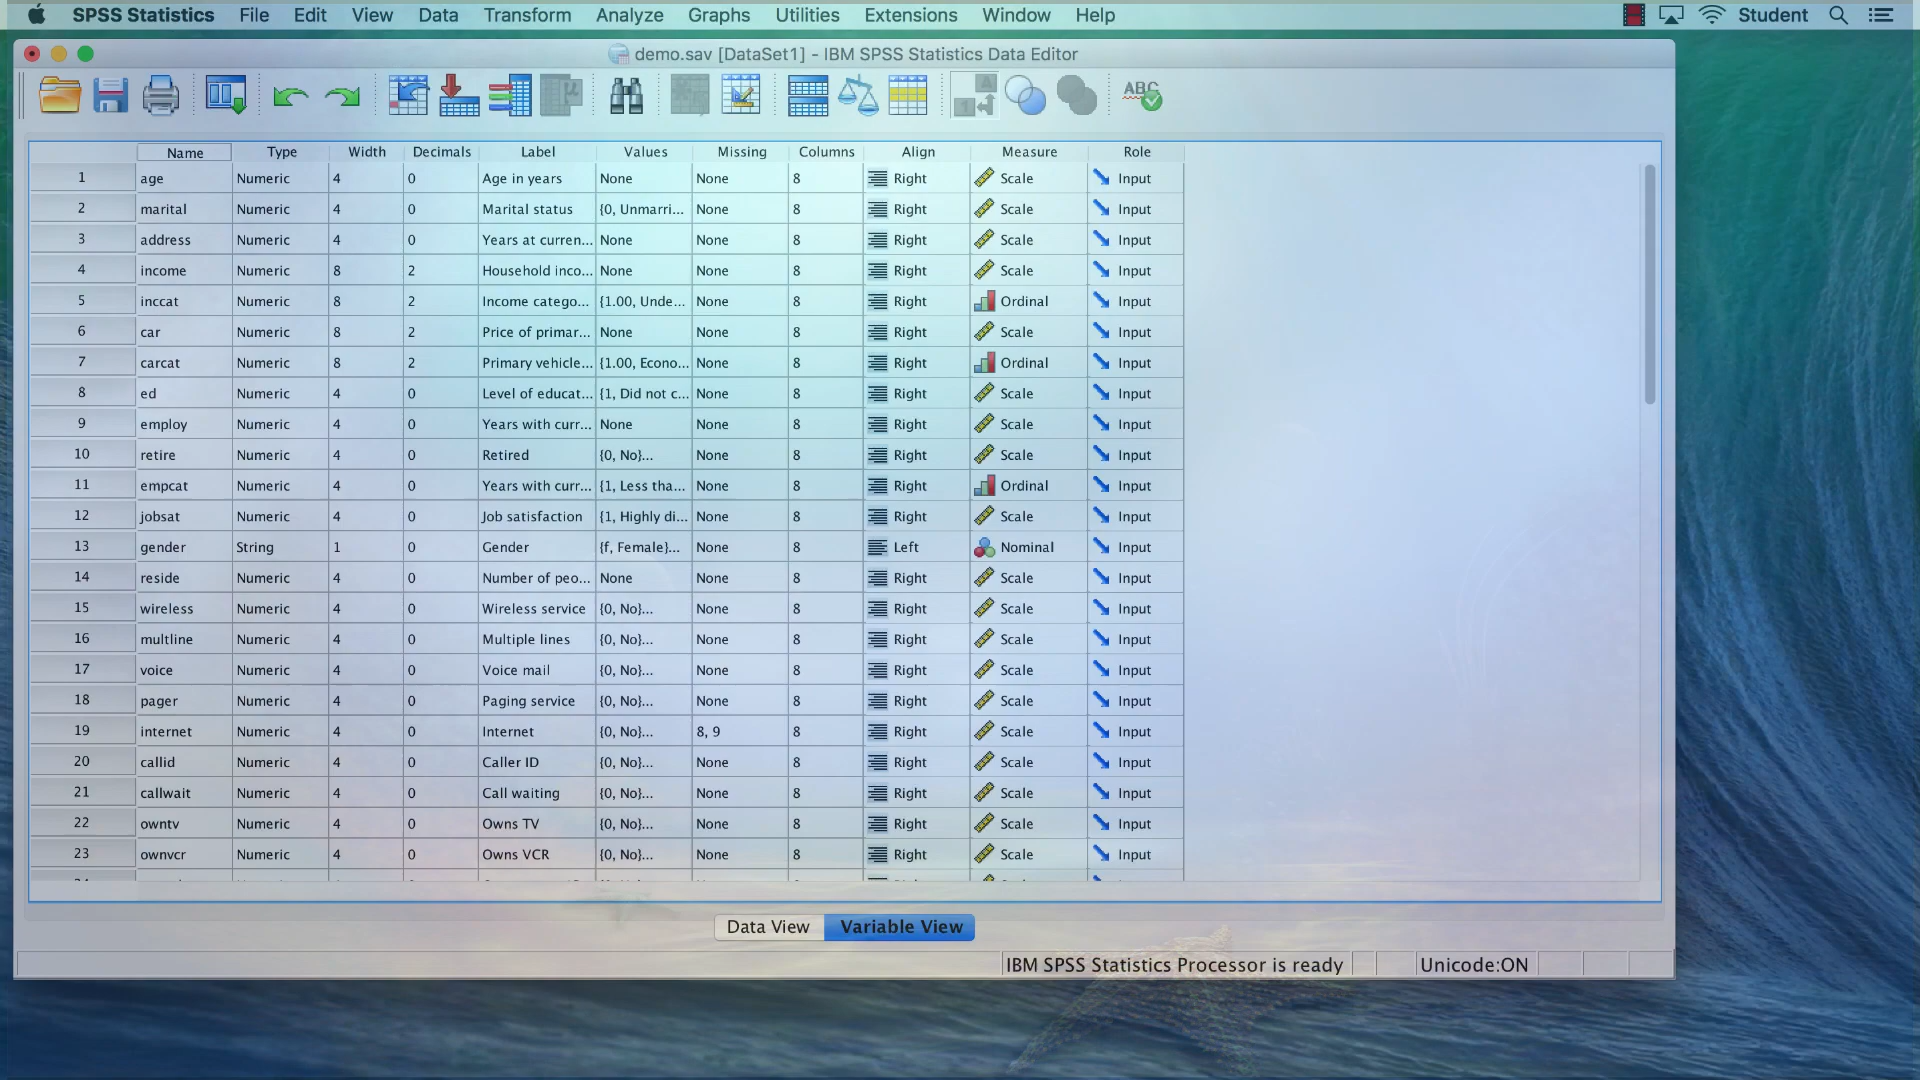 SPSS Statistics File Edit View Data Transform Analyze Graphs Utilities Extensions Window Help Student
demo.sav [DataSet1] - IBM SPSS Statistics Data Editor
Name Type Width Decimals Label Values Missing Columns Align Measure Role
1 age Numeric 4 0 Age in years None None 8 Right Scale Input
2 marital Numeric 4 0 Marital status {0, Unmarri... None 8 Right Scale Input
3 address Numeric 4 0 Years at curren... None None 8 Right Scale Input
4 income Numeric 8 2 Household inco... None None 8 Right Scale Input
5 inccat Numeric 8 2 Income catego... {1.00, Unde... None 8 Right Ordinal Input
6 car Numeric 8 2 Price of primar... None None 8 Right Scale Input
7 carcat Numeric 8 2 Primary vehicle... {1.00, Econo... None 8 Right Ordinal Input
8 ed Numeric 4 0 Level of educat... {1, Did not c... None 8 Right Scale Input
9 employ Numeric 4 0 Years with curr... None None 8 Right Scale Input
10 retire Numeric 4 0 Retired {0, No}... None 8 Right Scale Input
11 empcat Numeric 4 0 Years with curr... {1, Less tha... None 8 Right Ordinal Input
12 jobsat Numeric 4 0 Job satisfaction {1, Highly di... None 8 Right Scale Input
13 gender String 1 0 Gender {f, Female}... None 8 Left Nominal Input
14 reside Numeric 4 0 Number of peo... None None 8 Right Scale Input
15 wireless Numeric 4 0 Wireless service {0, No}... None 8 Right Scale Input
16 multline Numeric 4 0 Multiple lines {0, No}... None 8 Right Scale Input
17 voice Numeric 4 0 Voice mail {0, No}... None 8 Right Scale Input
18 pager Numeric 4 0 Paging service {0, No}... None 8 Right Scale Input
19 internet Numeric 4 0 Internet {0, No}... 8, 9 8 Right Scale Input
20 callid Numeric 4 0 Caller ID {0, No}... None 8 Right Scale Input
21 callwait Numeric 4 0 Call waiting {0, No}... None 8 Right Scale Input
22 owntv Numeric 4 0 Owns TV {0, No}... None 8 Right Scale Input
23 ownvcr Numeric 4 0 Owns VCR {0, No}... None 8 Right Scale Input
Data View Variable View
IBM SPSS Statistics Processor is ready Unicode:ON